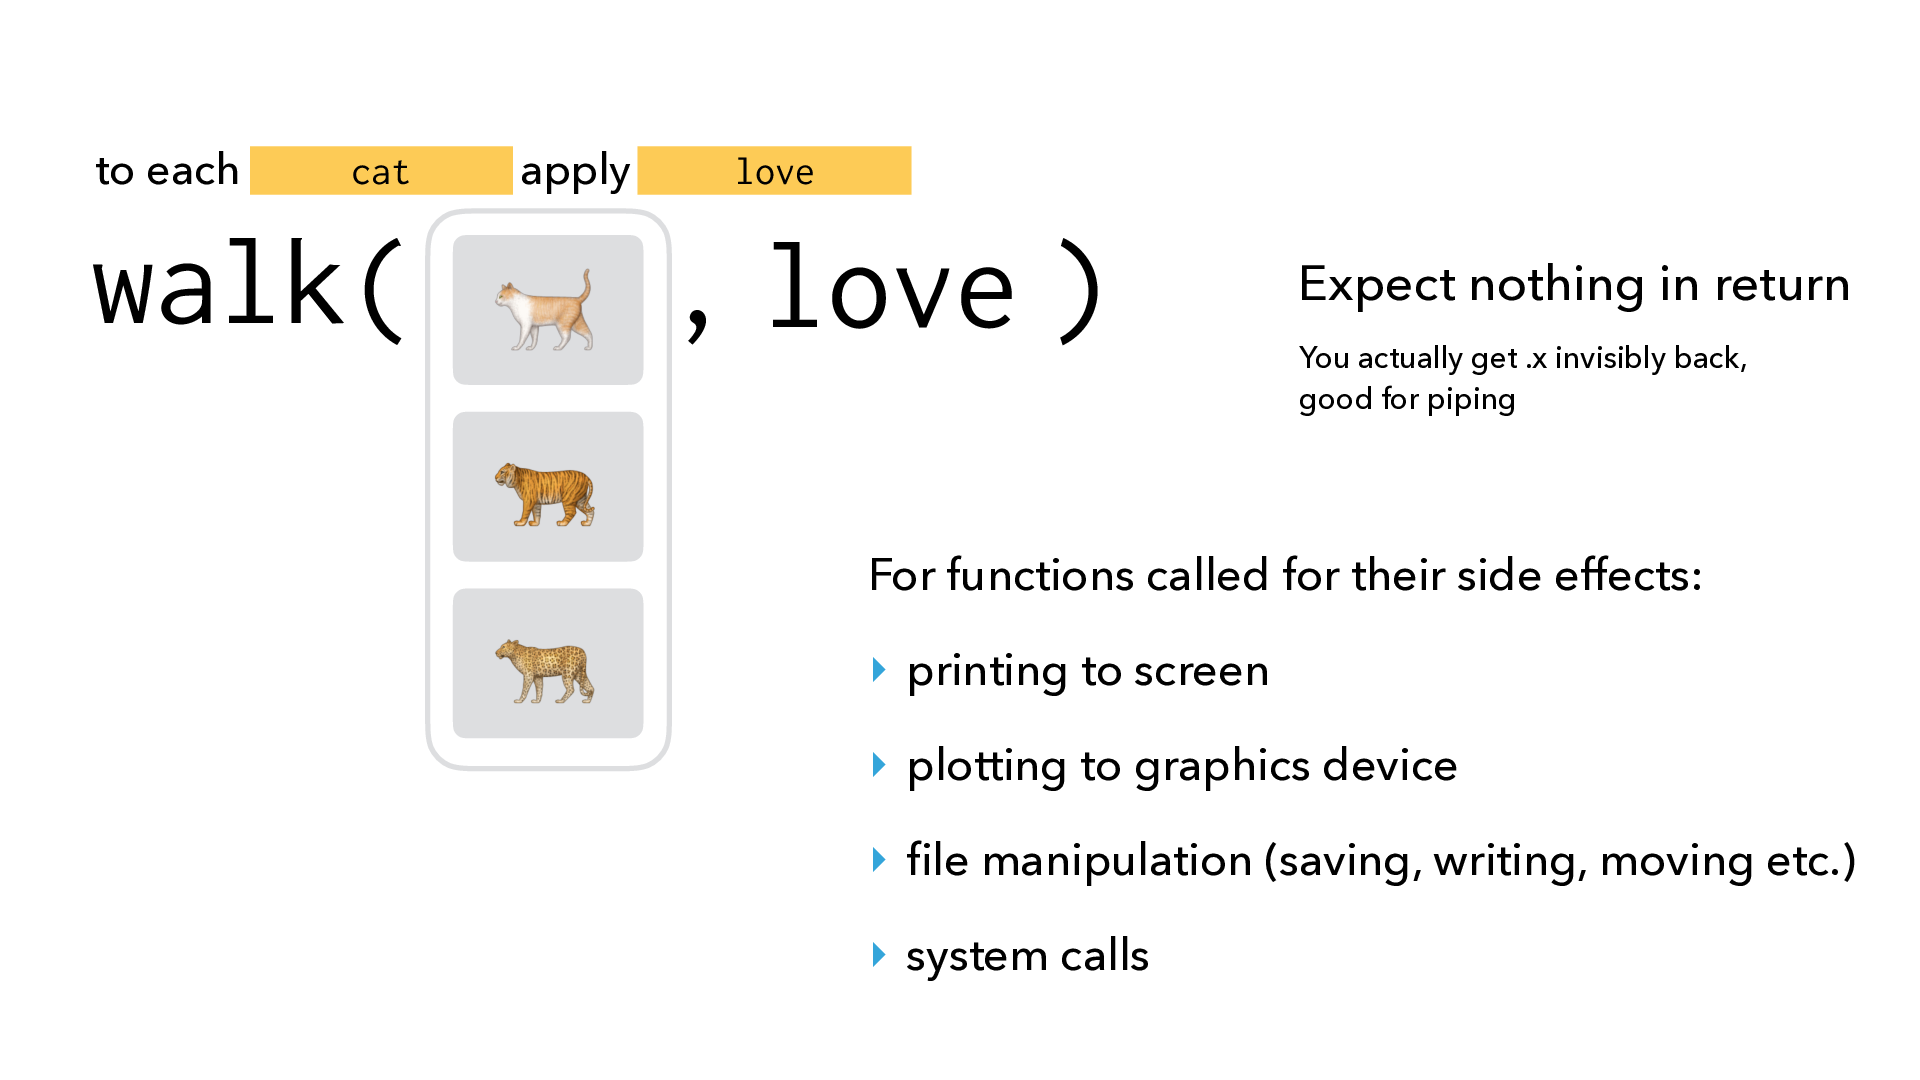 to each cat apply love
walk( , love )
Expect nothing in return
You actually get .x invisibly back,
good for piping
For functions called for their side effects:
printing to screen
plotting to graphics device
file manipulation (saving, writing, moving etc.)
system calls